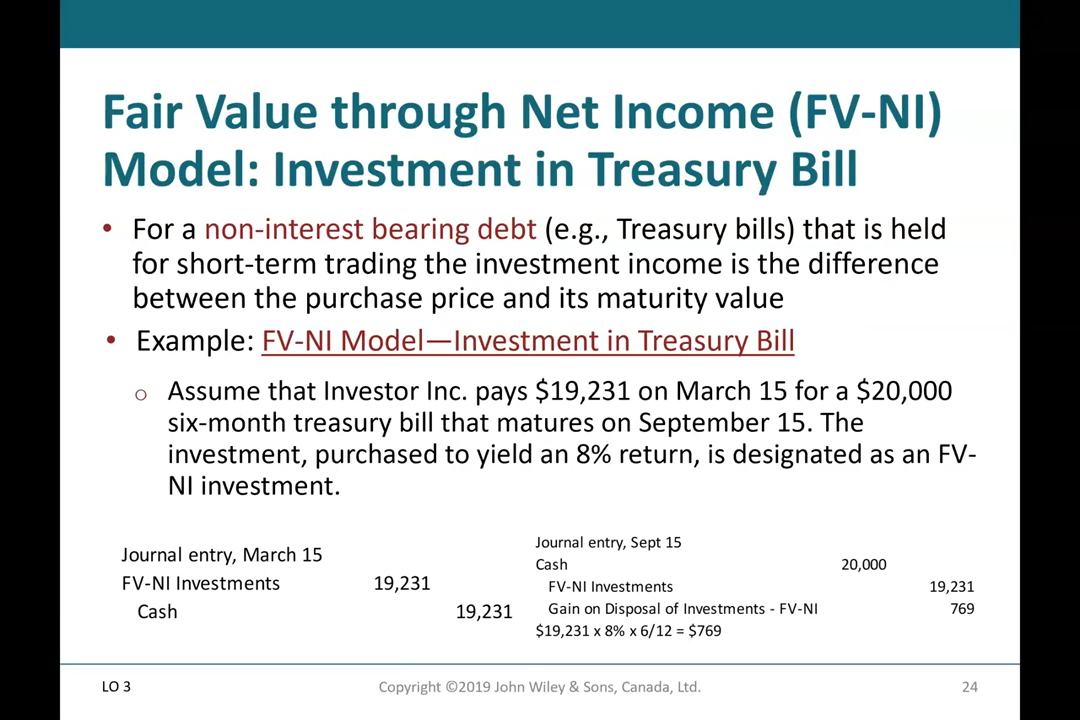 Fair Value through Net Income (FV-NI)
Model: Investment in Treasury Bill
• For a non-interest bearing debt (e.g., Treasury bills) that is held
for short-term trading the investment income is the difference
between the purchase price and its maturity value
• Example: FV-NI Model—Investment in Treasury Bill
o Assume that Investor Inc. pays $19,231 on March 15 for a $20,000
six-month treasury bill that matures on September 15. The
investment, purchased to yield an 8% return, is designated as an FV-
NI investment.
Journal entry, March 15
FV-NI Investments 19,231
Cash 19,231
Journal entry, Sept 15
Cash 20,000
FV-NI Investments 19,231
Gain on Disposal of Investments - FV-NI 769
$19,231 x 8% x 6/12 = $769
LO 3 Copyright ©2019 John Wiley & Sons, Canada, Ltd. 24